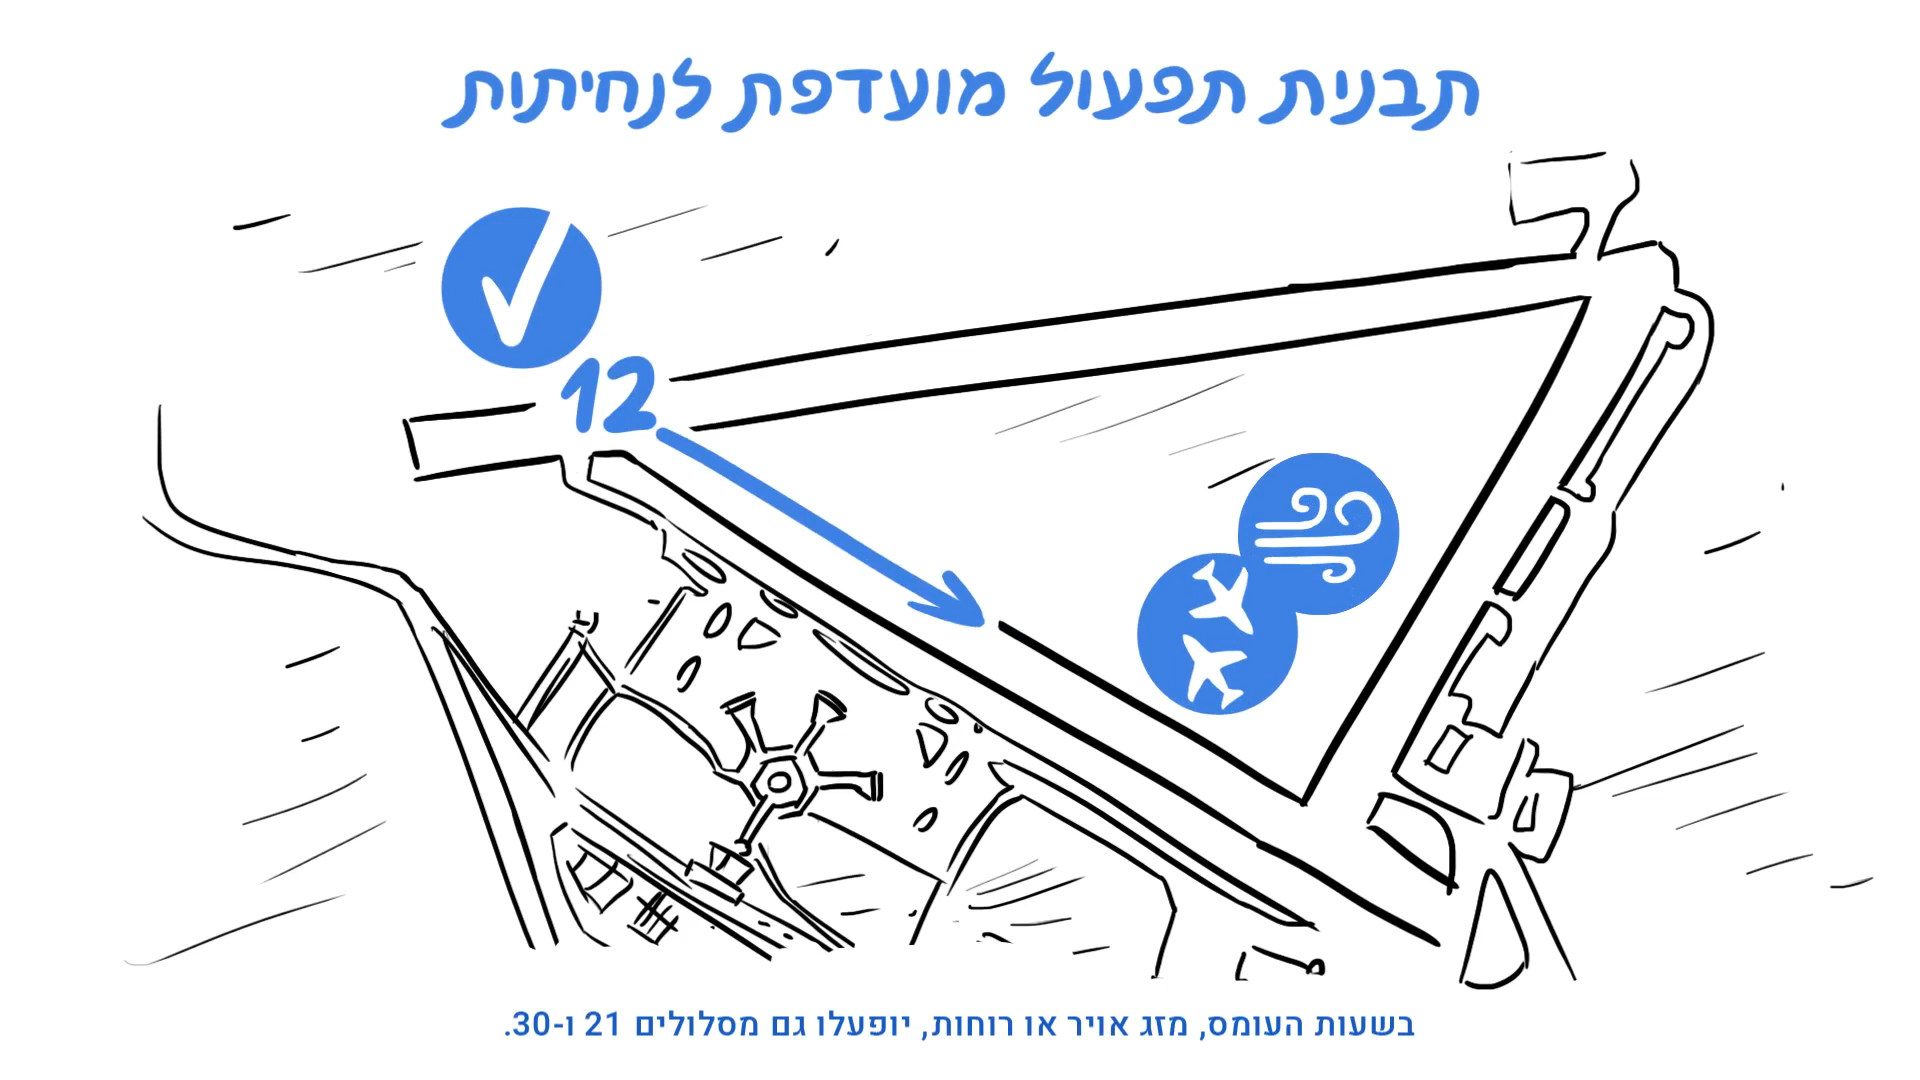 תבנית תפעול מועדפת לנחיתות
12
בשעות העומס, מזג אויר או רוחות, יופעלו גם מסלולים 21 ו-30.